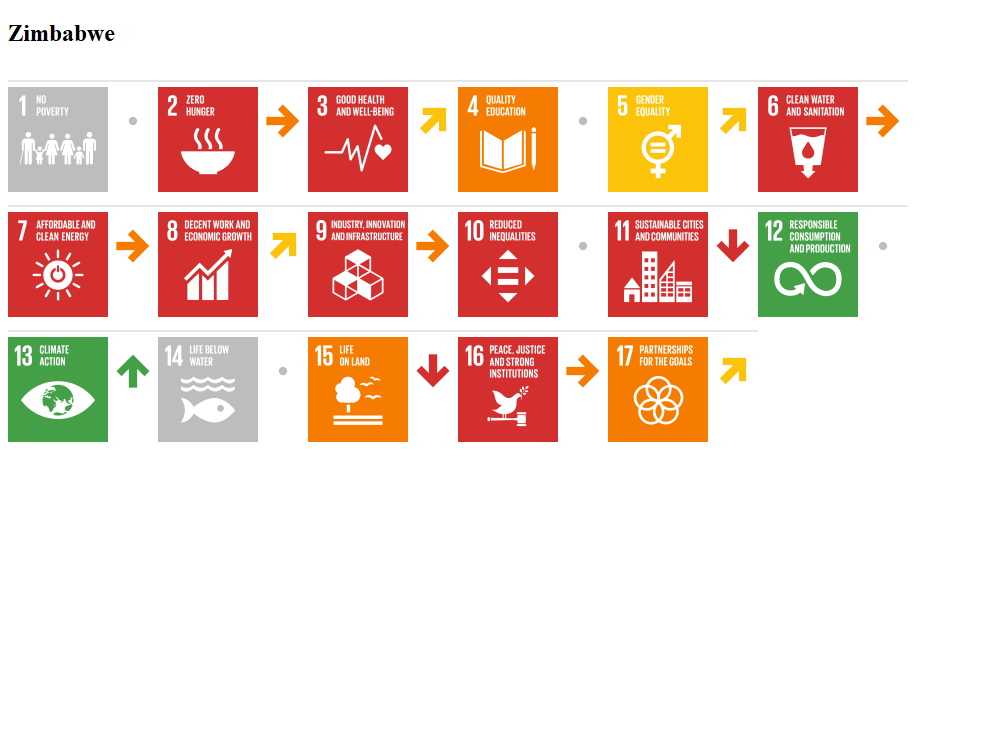 Zimbabwe
1 NO
POVERTY
2 ZERO
HUNGER
3 GOOD HEALTH
AND WELL-BEING
4 QUALITY
EDUCATION
5 GENDER
EQUALITY
6 CLEAN WATER
AND SANITATION
7 AFFORDABLE AND
CLEAN ENERGY
8 DECENT WORK AND
ECONOMIC GROWTH
9 INDUSTRY, INNOVATION
AND INFRASTRUCTURE
10 REDUCED
INEQUALITIES
11 SUSTAINABLE CITIES
AND COMMUNITIES
12 RESPONSIBLE
CONSUMPTION
AND PRODUCTION
13 CLIMATE
ACTION
14 LIFE BELOW
WATER
15 LIFE
ON LAND
16 PEACE, JUSTICE
AND STRONG
INSTITUTIONS
17 PARTNERSHIPS
FOR THE GOALS